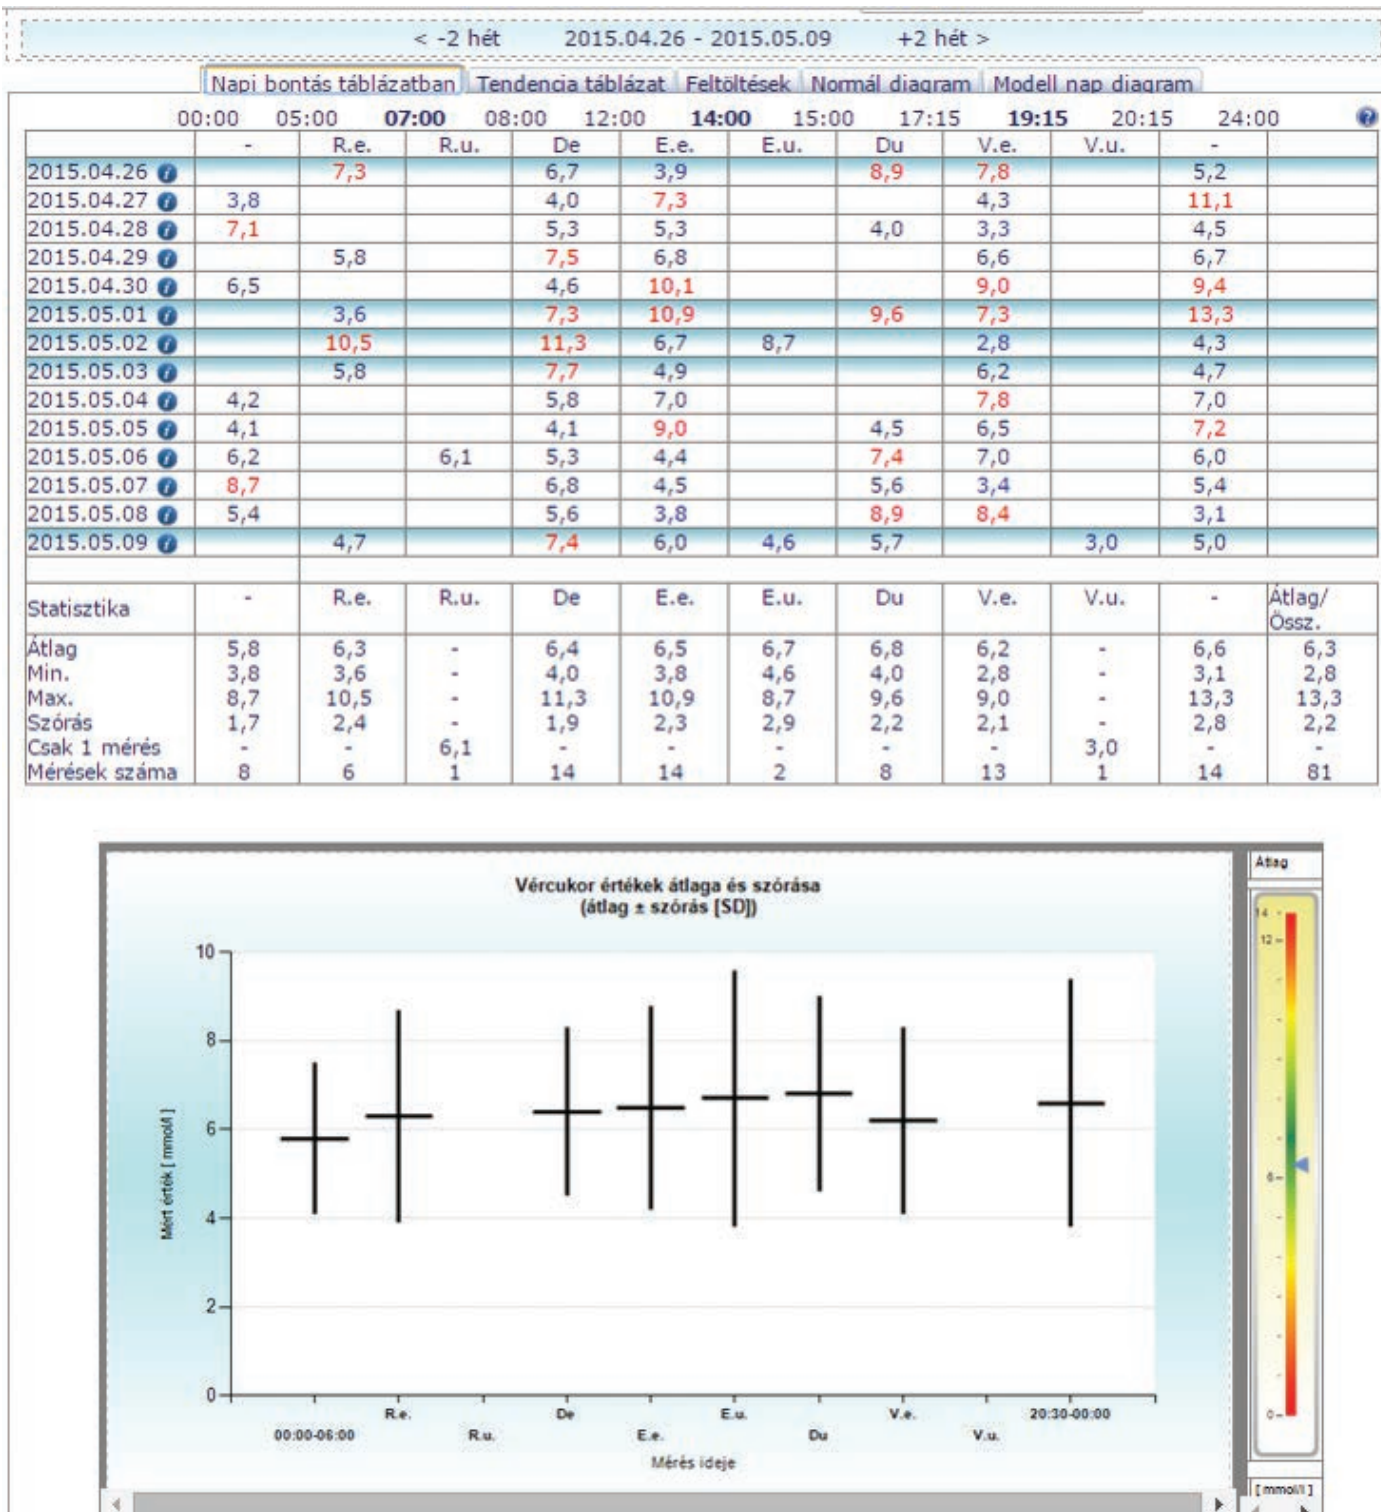 < -2 hét 2015.04.26 - 2015.05.09 +2 hét >
Napi bontás táblázatban Tendencia táblázat Feltöltések Normál diagram Modell nap diagram
00:00 05:00 07:00 08:00 12:00 14:00 15:00 17:15 19:15 20:15 24:00 ?
- R.e. R.u. De E.e. E.u. Du V.e. V.u. -
2015.04.26 i 7,3 6,7 3,9 8,9 7,8 5,2
2015.04.27 i 3,8 4,0 7,3 4,3 11,1
2015.04.28 i 7,1 5,3 5,3 4,0 3,3 4,5
2015.04.29 i 5,8 7,5 6,8 6,6 6,7
2015.04.30 i 6,5 4,6 10,1 9,0 9,4
2015.05.01 i 3,6 7,3 10,9 9,6 7,3 13,3
2015.05.02 i 10,5 11,3 6,7 8,7 2,8 4,3
2015.05.03 i 5,8 7,7 4,9 6,2 4,7
2015.05.04 i 4,2 5,8 7,0 7,8 7,0
2015.05.05 i 4,1 4,1 9,0 4,5 6,5 7,2
2015.05.06 i 6,2 6,1 5,3 4,4 7,4 7,0 6,0
2015.05.07 i 8,7 6,8 4,5 5,6 3,4 5,4
2015.05.08 i 5,4 5,6 3,8 8,9 8,4 3,1
2015.05.09 i 4,7 7,4 6,0 4,6 5,7 3,0 5,0
Statisztika - R.e. R.u. De E.e. E.u. Du V.e. V.u. - Átlag/
Össz.
Átlag 5,8 6,3 - 6,4 6,5 6,7 6,8 6,2 - 6,6 6,3
Min. 3,8 3,6 - 4,0 3,8 4,6 4,0 2,8 - 3,1 2,8
Max. 8,7 10,5 - 11,3 10,9 8,7 9,6 9,0 - 13,3 13,3
Szórás 1,7 2,4 - 1,9 2,3 2,9 2,2 2,1 - 2,8 2,2
Csak 1 mérés - - 6,1 - - - - - 3,0 - -
Mérések száma 8 6 1 14 14 2 8 13 1 14 81
Vércukor értékek átlaga és szórása
(átlag ± szórás [SD])
10
8
6
4
2
0
Mért érték [ mmol/l ]
R.e. De E.u. V.e. 20:30-00:00
00:00-06:00 R.u. E.e. Du V.u.
Mérés ideje
Átlag
14
12
6
0
[ mmol/l ]